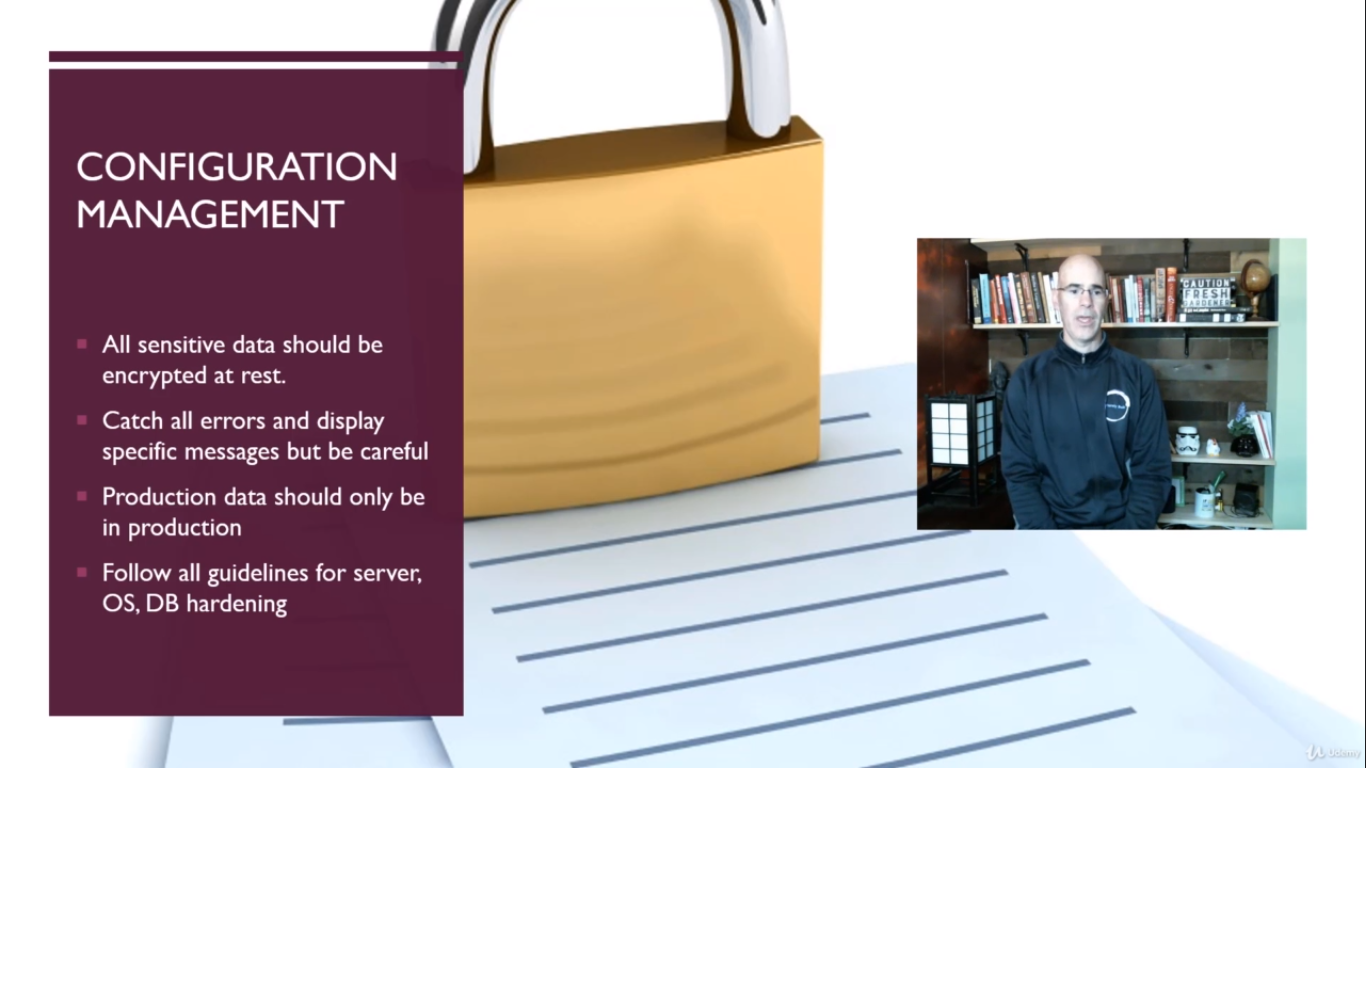 CONFIGURATION
MANAGEMENT
All sensitive data should be
encrypted at rest.
Catch all errors and display
specific messages but be careful
Production data should only be
in production
Follow all guidelines for server,
OS, DB hardening
CAUTION
FRESH
GARDENER
Udemy